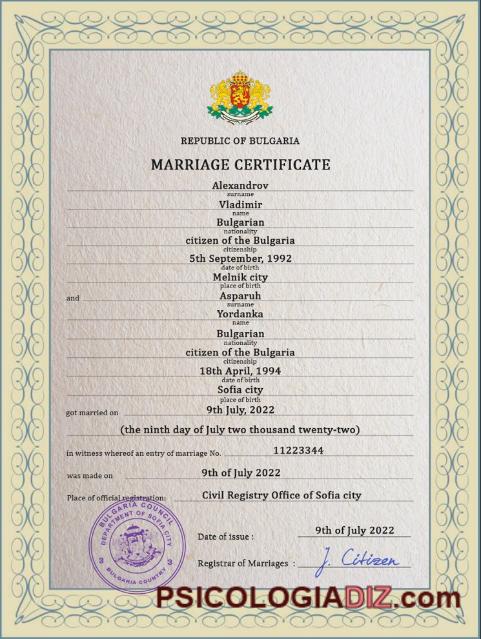 REPUBLIC OF BULGARIA
MARRIAGE CERTIFICATE
Alexandrov
surname
Vladimir
name
Bulgarian
nationality
citizen of the Bulgaria
citizenship
5th September, 1992
date of birth
Melnik city
place of birth
and Asparuh
surname
Yordanka
name
Bulgarian
nationality
citizen of the Bulgaria
citizenship
18th April, 1994
date of birth
Sofia city
place of birth
got married on 9th July, 2022
(the ninth day of July two thousand twenty-two)
in witness whereof an entry of marriage No. 11223344
was made on 9th of July 2022
Place of official registration: Civil Registry Office of Sofia city
BULGARIA COUNCIL
DEPARTMENT OF SOFIA CITY
BULGARIA COUNTRY
Date of issue : 9th of July 2022
Registrar of Marriages : J. Citizen
PSICOLOGIADIZ.com